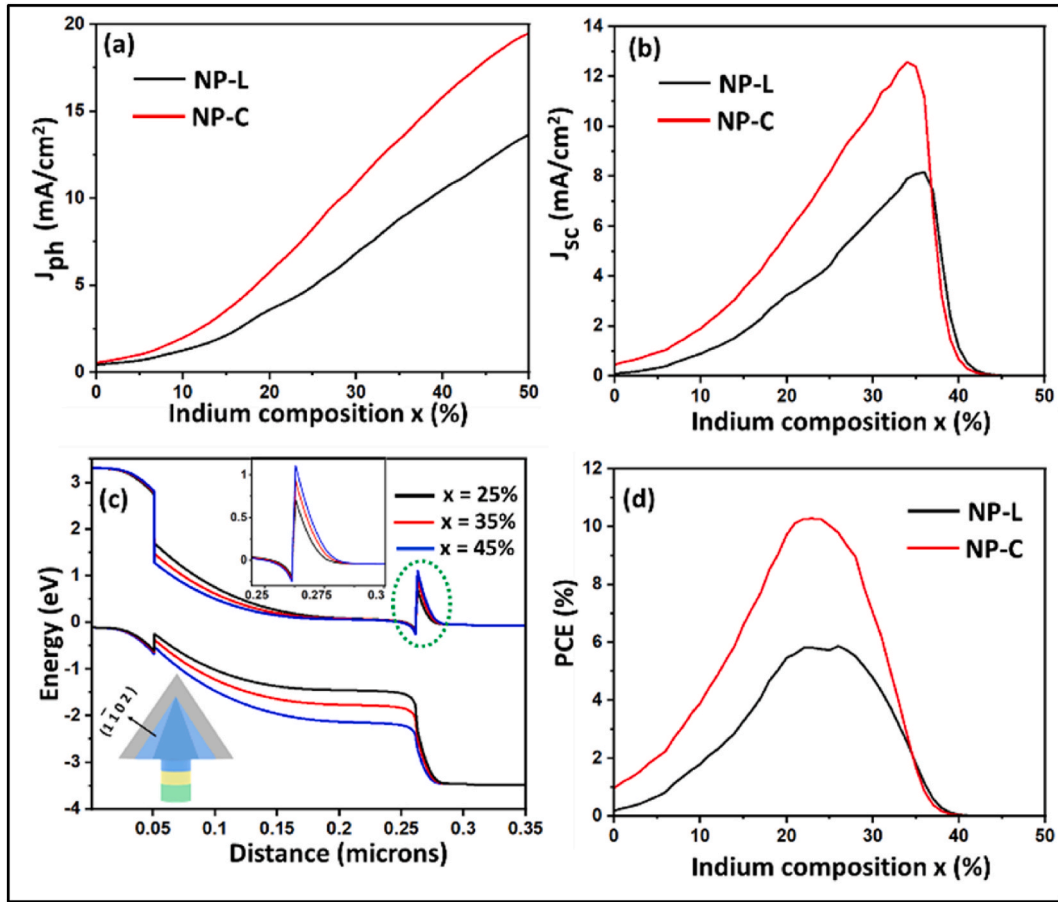 (a)
NP-L
NP-C
J_ph (mA/cm²)
20
15
10
5
0
0 10 20 30 40 50
Indium composition x (%)
(b)
NP-L
NP-C
J_sc (mA/cm²)
14
12
10
8
6
4
2
0
0 10 20 30 40 50
Indium composition x (%)
(c)
x = 25%
x = 35%
x = 45%
1
0.5
0
0.25 0.275 0.3
Energy (eV)
3
2
1
0
-1
-2
-3
-4
(11̄02)
0.05 0.1 0.15 0.2 0.25 0.3 0.35
Distance (microns)
(d)
NP-L
NP-C
PCE (%)
12
10
8
6
4
2
0
0 10 20 30 40 50
Indium composition x (%)